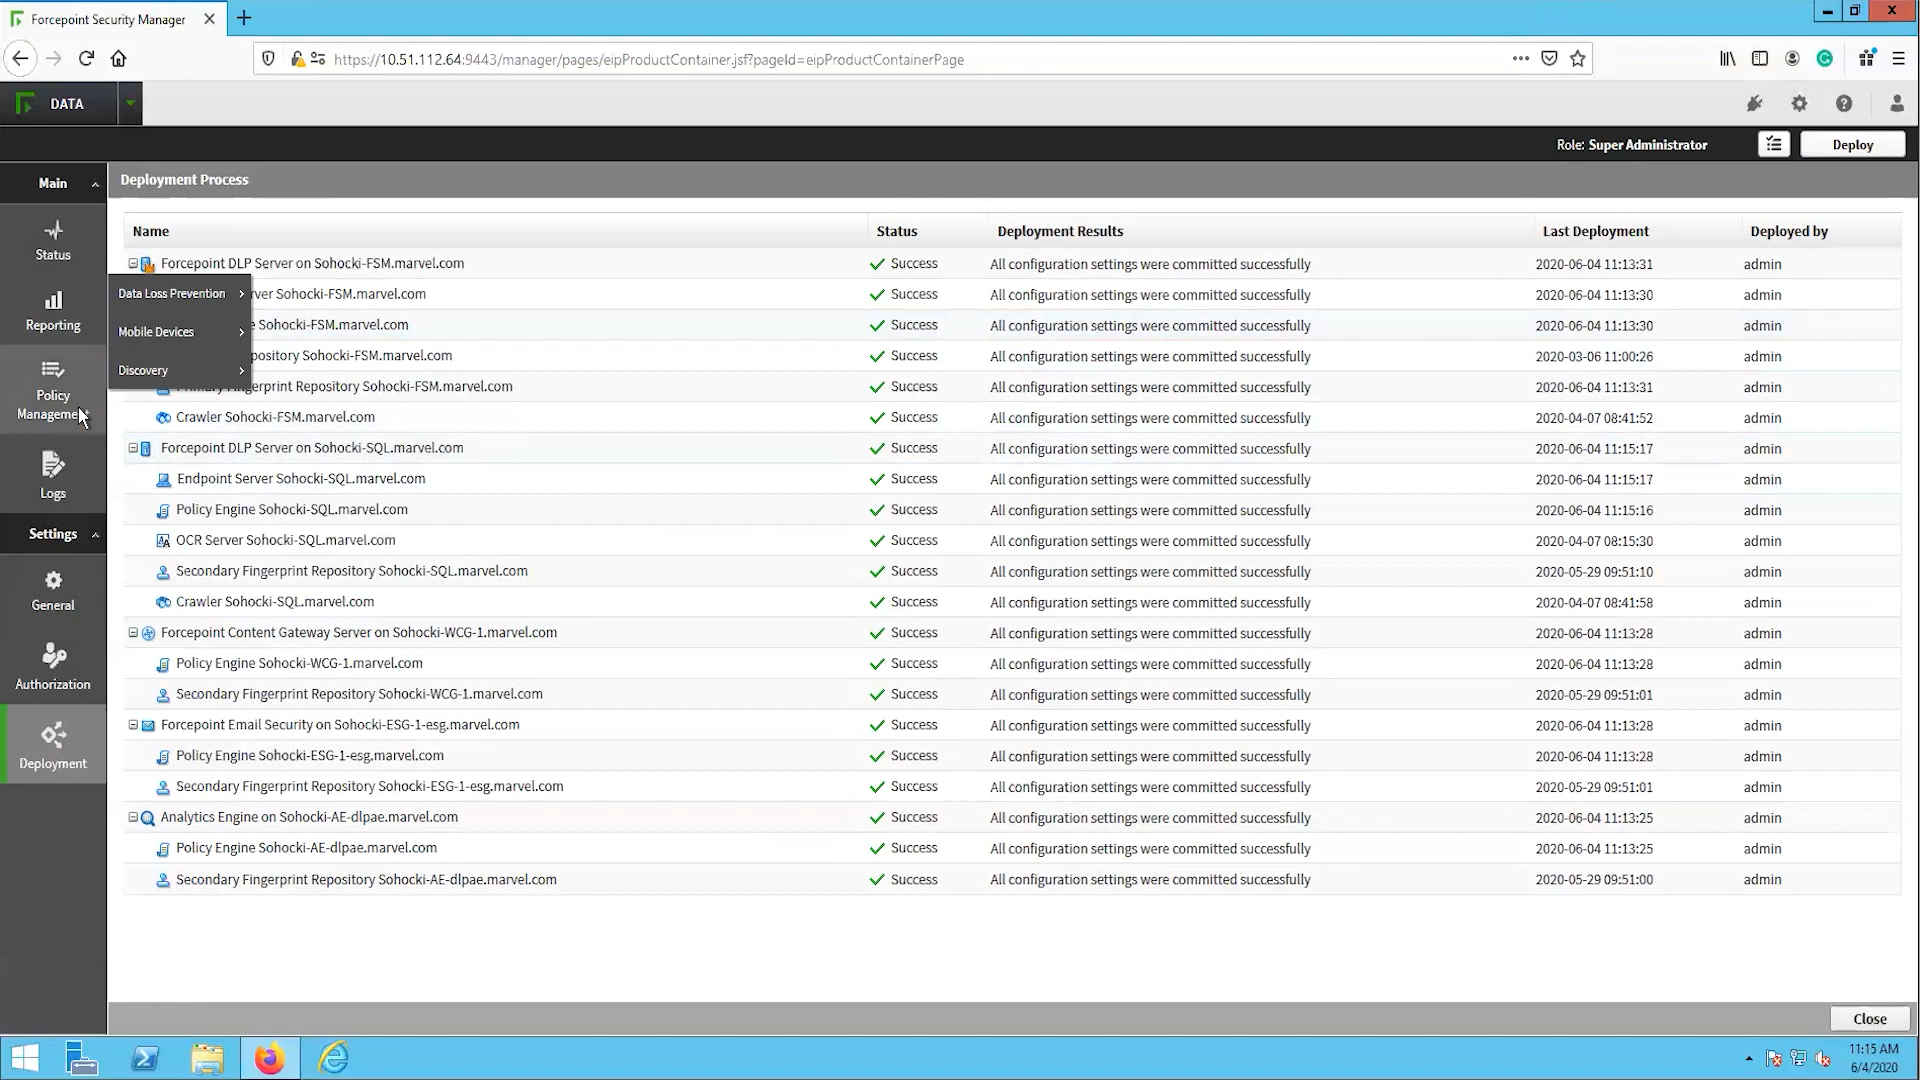 Forcepoint Security Manager
https://10.51.112.64:9443/manager/pages/eipProductContainer.jsf?pageId=eipProductContainerPage
DATA
Role: Super Administrator
Deploy
Main
Deployment Process
Name Status Deployment Results Last Deployment Deployed by
Forcepoint DLP Server on Sohocki-FSM.marvel.com Success All configuration settings were committed successfully 2020-06-04 11:13:31 admin
Sohocki-FSM.marvel.com Success All configuration settings were committed successfully 2020-06-04 11:13:30 admin
Sohocki-FSM.marvel.com Success All configuration settings were committed successfully 2020-06-04 11:13:30 admin
Sohocki-FSM.marvel.com Success All configuration settings were committed successfully 2020-03-06 11:00:26 admin
Primary Fingerprint Repository Sohocki-FSM.marvel.com Success All configuration settings were committed successfully 2020-06-04 11:13:31 admin
Crawler Sohocki-FSM.marvel.com Success All configuration settings were committed successfully 2020-04-07 08:41:52 admin
Forcepoint DLP Server on Sohocki-SQL.marvel.com Success All configuration settings were committed successfully 2020-06-04 11:15:17 admin
Endpoint Server Sohocki-SQL.marvel.com Success All configuration settings were committed successfully 2020-06-04 11:15:17 admin
Policy Engine Sohocki-SQL.marvel.com Success All configuration settings were committed successfully 2020-06-04 11:15:16 admin
OCR Server Sohocki-SQL.marvel.com Success All configuration settings were committed successfully 2020-04-07 08:15:30 admin
Secondary Fingerprint Repository Sohocki-SQL.marvel.com Success All configuration settings were committed successfully 2020-05-29 09:51:10 admin
Crawler Sohocki-SQL.marvel.com Success All configuration settings were committed successfully 2020-04-07 08:41:58 admin
Forcepoint Content Gateway Server on Sohocki-WCG-1.marvel.com Success All configuration settings were committed successfully 2020-06-04 11:13:28 admin
Policy Engine Sohocki-WCG-1.marvel.com Success All configuration settings were committed successfully 2020-06-04 11:13:28 admin
Secondary Fingerprint Repository Sohocki-WCG-1.marvel.com Success All configuration settings were committed successfully 2020-05-29 09:51:01 admin
Forcepoint Email Security on Sohocki-ESG-1-esg.marvel.com Success All configuration settings were committed successfully 2020-06-04 11:13:28 admin
Policy Engine Sohocki-ESG-1-esg.marvel.com Success All configuration settings were committed successfully 2020-06-04 11:13:28 admin
Secondary Fingerprint Repository Sohocki-ESG-1-esg.marvel.com Success All configuration settings were committed successfully 2020-05-29 09:51:01 admin
Analytics Engine on Sohocki-AE-dlpae.marvel.com Success All configuration settings were committed successfully 2020-06-04 11:13:25 admin
Policy Engine Sohocki-AE-dlpae.marvel.com Success All configuration settings were committed successfully 2020-06-04 11:13:25 admin
Secondary Fingerprint Repository Sohocki-AE-dlpae.marvel.com Success All configuration settings were committed successfully 2020-05-29 09:51:00 admin
Status
Reporting
Policy
Management
Data Loss Prevention
Mobile Devices
Discovery
Logs
Settings
General
Authorization
Deployment
Close
11:15 AM
6/4/2020